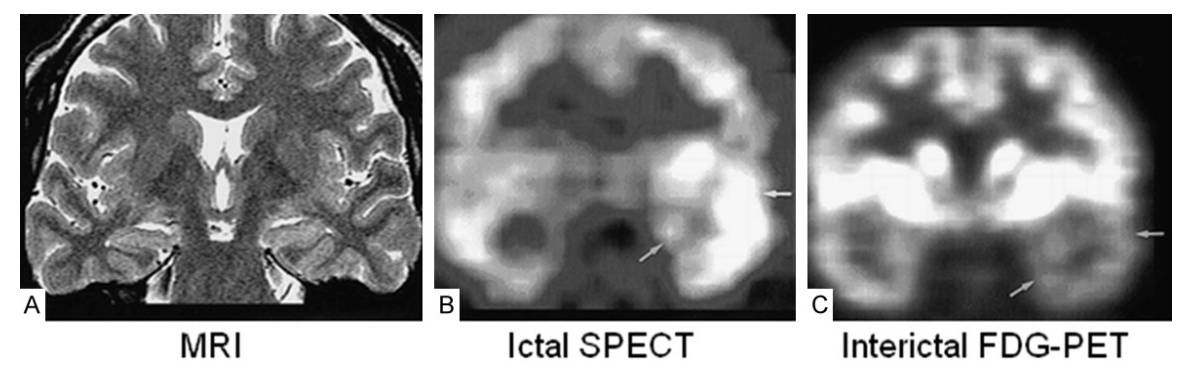 A
B
C
MRI
Ictal SPECT
Interictal FDG-PET